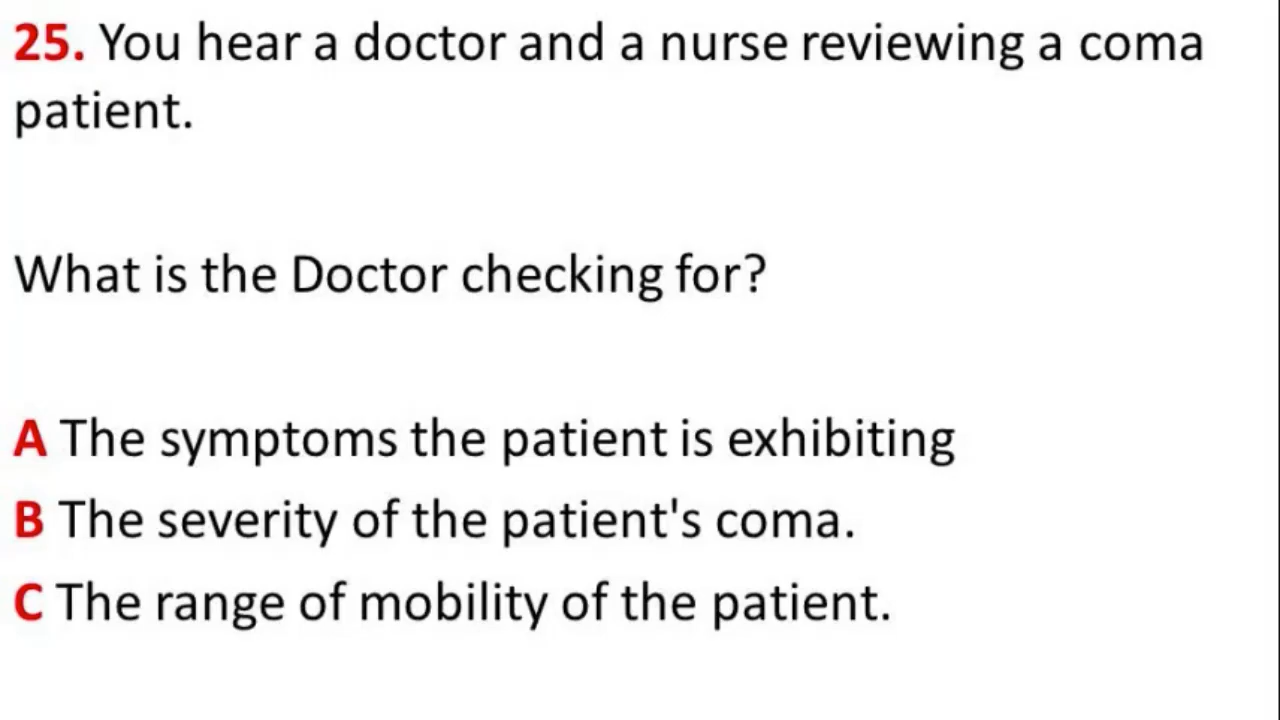 25. You hear a doctor and a nurse reviewing a coma
patient.
What is the Doctor checking for?
A The symptoms the patient is exhibiting
B The severity of the patient's coma.
C The range of mobility of the patient.